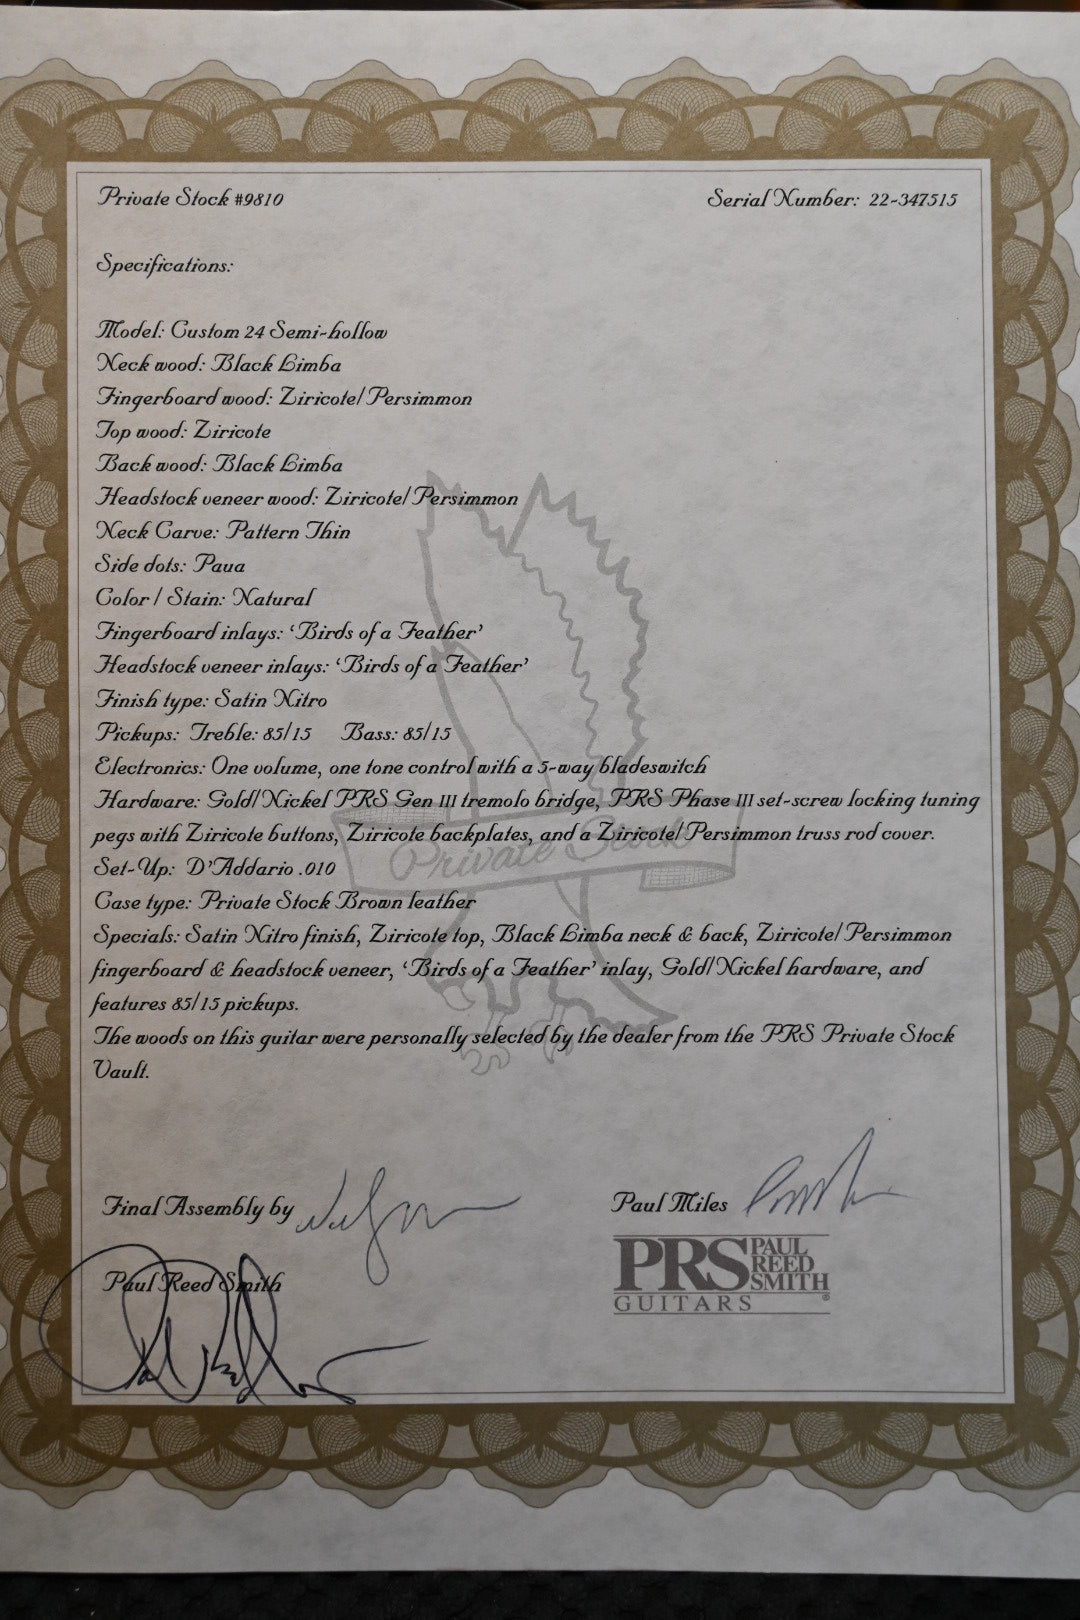 Private Stock #9810 Serial Number: 22-347515
Specifications:
Model: Custom 24 Semi-hollow
Neck wood: Black Limba
Fingerboard wood: Ziricote/Persimmon
Top wood: Ziricote
Back wood: Black Limba
Headstock veneer wood: Ziricote/Persimmon
Neck Carve: Pattern Thin
Side dots: Paua
Color / Stain: Natural
Fingerboard inlays: ‘Birds of a Feather’
Headstock veneer inlays: ‘Birds of a Feather’
Finish type: Satin Nitro
Pickups: Treble: 85/15 Bass: 85/15
Electronics: One volume, one tone control with a 5-way bladeswitch
Hardware: Gold/Nickel PRS Gen III tremolo bridge, PRS Phase III set-screw locking tuning
pegs with Ziricote buttons, Ziricote backplates, and a Ziricote/Persimmon truss rod cover.
Private Stock
Set-Up: D’Addario .010
Case type: Private Stock Brown leather
Specials: Satin Nitro finish, Ziricote top, Black Limba neck & back, Ziricote/Persimmon
fingerboard & headstock veneer, ‘Birds of a Feather’ inlay, Gold/Nickel hardware, and
features 85/15 pickups.
The woods on this guitar were personally selected by the dealer from the PRS Private Stock
Vault.
Final Assembly by
Paul Miles
Paul Reed Smith
PRS PAUL
REED
SMITH
GUITARS ®